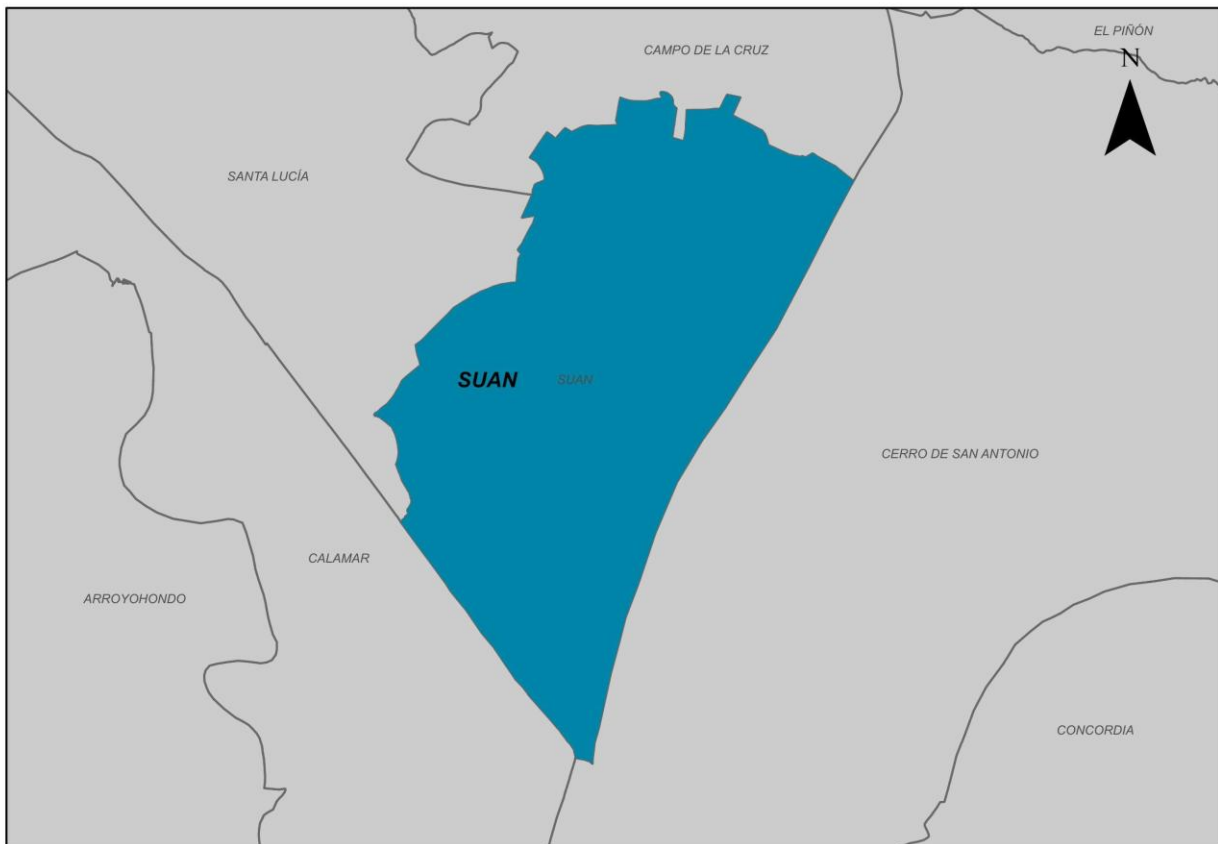 EL PIÑÓN
CAMPO DE LA CRUZ
N
SANTA LUCÍA
SUAN
SUAN
CERRO DE SAN ANTONIO
CALAMAR
ARROYOHONDO
CONCORDIA